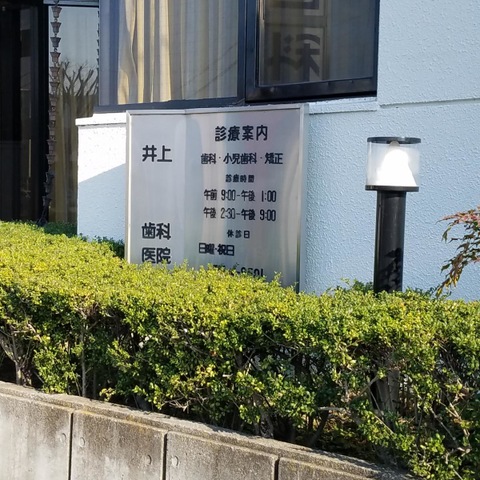 井上
歯科
医院
診療案内
歯科・小児歯科・矯正
診療時間
午前 9:00-午後 1:00
午後 2:30-午後 9:00
休診日
日曜・祝日
科